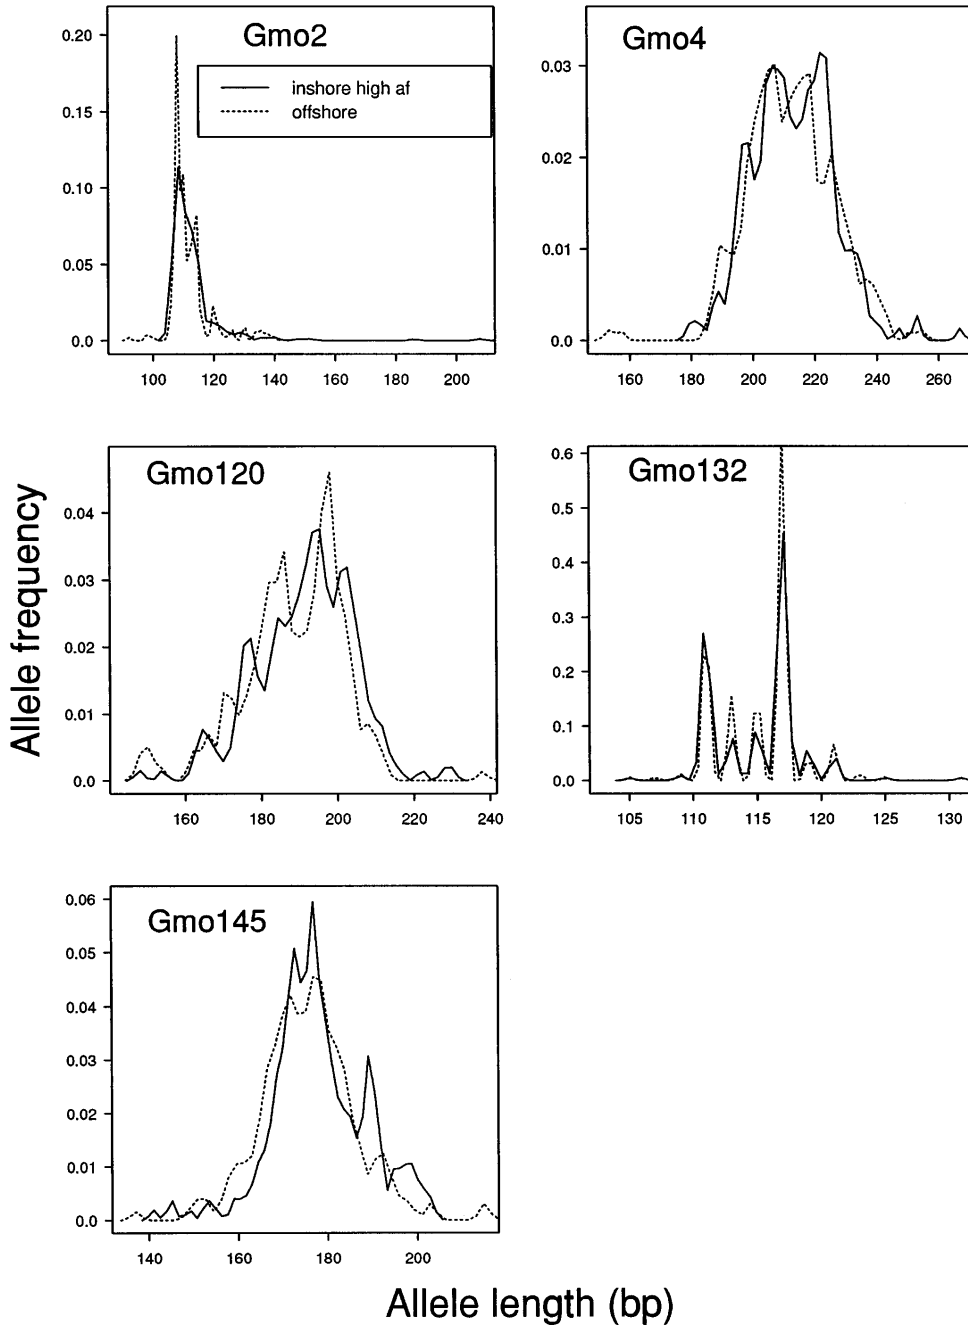 Gmo2
inshore high af
offshore
0.20
0.15
0.10
0.05
0.0
100 120 140 160 180 200
Gmo4
0.03
0.02
0.01
0.0
160 180 200 220 240 260
Gmo120
0.04
0.03
0.02
0.01
0.0
160 180 200 220 240
Gmo132
0.6
0.5
0.4
0.3
0.2
0.1
0.0
105 110 115 120 125 130
Gmo145
0.06
0.05
0.04
0.03
0.02
0.01
0.0
140 160 180 200
Allele frequency
Allele length (bp)